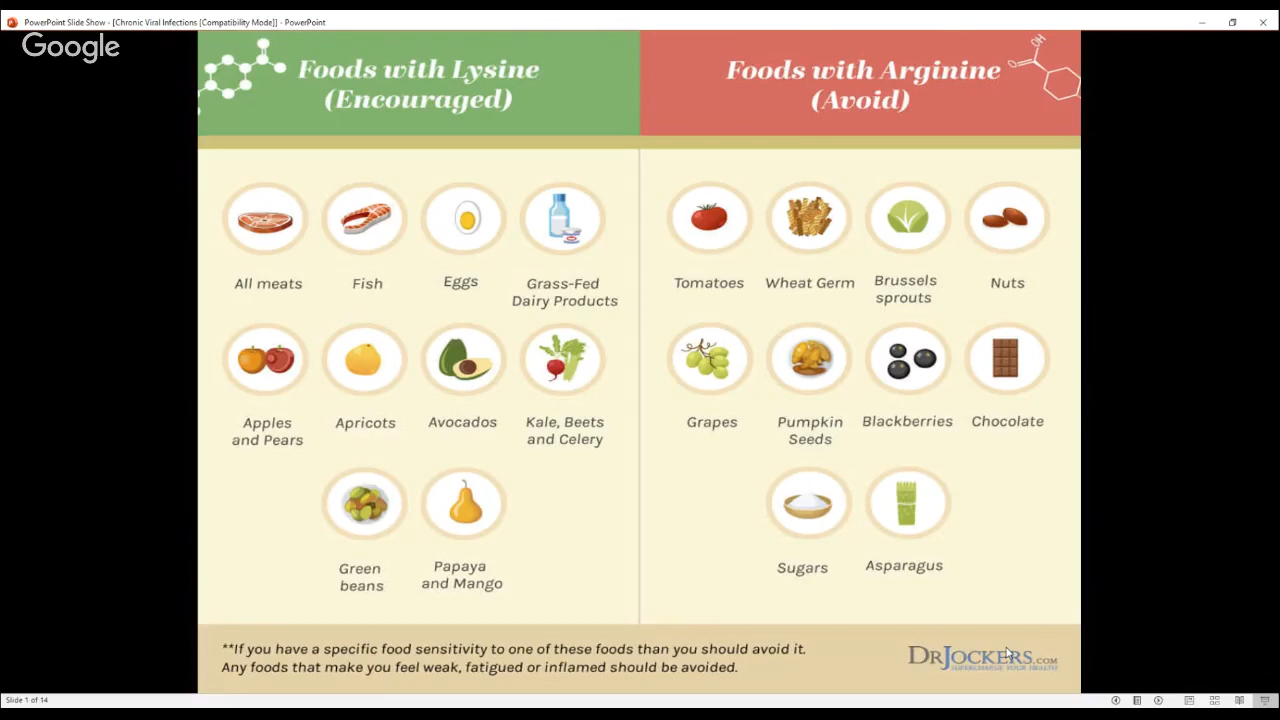 PowerPoint Slide Show - [Chronic Viral Infections [Compatibility Mode]] - PowerPoint
Google
Foods with Lysine
(Encouraged)
Foods with Arginine
(Avoid)
OH
O
All meats
Fish
Eggs
Grass-Fed
Dairy Products
Tomatoes
Wheat Germ
Brussels
sprouts
Nuts
Apples
and Pears
Apricots
Avocados
Kale, Beets
and Celery
Grapes
Pumpkin
Seeds
Blackberries
Chocolate
Green
beans
Papaya
and Mango
Sugars
Asparagus
**If you have a specific food sensitivity to one of these foods than you should avoid it.
Any foods that make you feel weak, fatigued or inflamed should be avoided.
DRJOCKERS.COM
SUPERCHARGE YOUR HEALTH
Slide 1 of 14